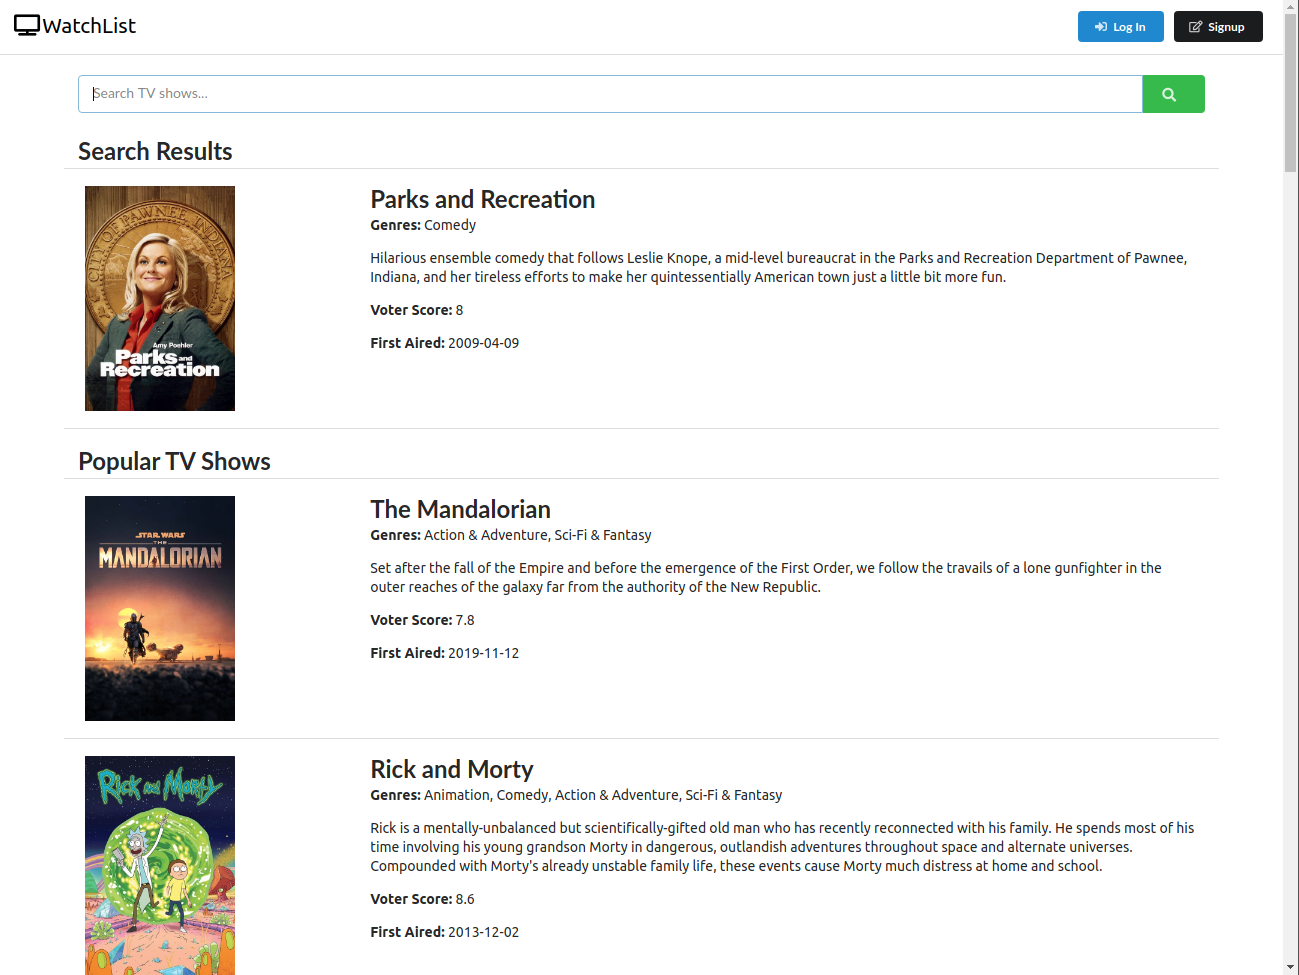 WatchList
Log In
Signup
Search TV shows...
Search Results
CITY OF PAWNEE, INDIANA
Amy Poehler
Parks and
Recreation
Parks and Recreation
Genres: Comedy
Hilarious ensemble comedy that follows Leslie Knope, a mid-level bureaucrat in the Parks and Recreation Department of Pawnee,
Indiana, and her tireless efforts to make her quintessentially American town just a little bit more fun.
Voter Score: 8
First Aired: 2009-04-09
Popular TV Shows
STAR WARS
THE
MANDALORIAN
The Mandalorian
Genres: Action & Adventure, Sci-Fi & Fantasy
Set after the fall of the Empire and before the emergence of the First Order, we follow the travails of a lone gunfighter in the
outer reaches of the galaxy far from the authority of the New Republic.
Voter Score: 7.8
First Aired: 2019-11-12
Rick and Morty
Rick and Morty
Genres: Animation, Comedy, Action & Adventure, Sci-Fi & Fantasy
Rick is a mentally-unbalanced but scientifically-gifted old man who has recently reconnected with his family. He spends most of his
time involving his young grandson Morty in dangerous, outlandish adventures throughout space and alternate universes.
Compounded with Morty's already unstable family life, these events cause Morty much distress at home and school.
Voter Score: 8.6
First Aired: 2013-12-02